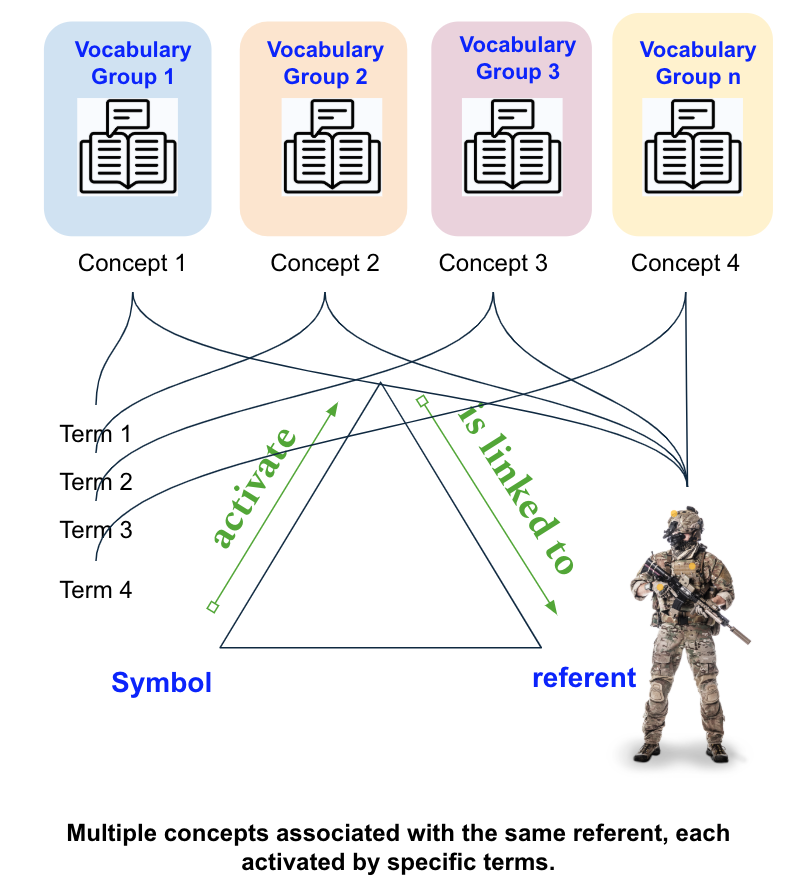 Vocabulary
Group 1
Vocabulary
Group 2
Vocabulary
Group 3
Vocabulary
Group n
Concept 1
Concept 2
Concept 3
Concept 4
Term 1
Term 2
Term 3
Term 4
activate
is linked to
Symbol
referent
Multiple concepts associated with the same referent, each
activated by specific terms.